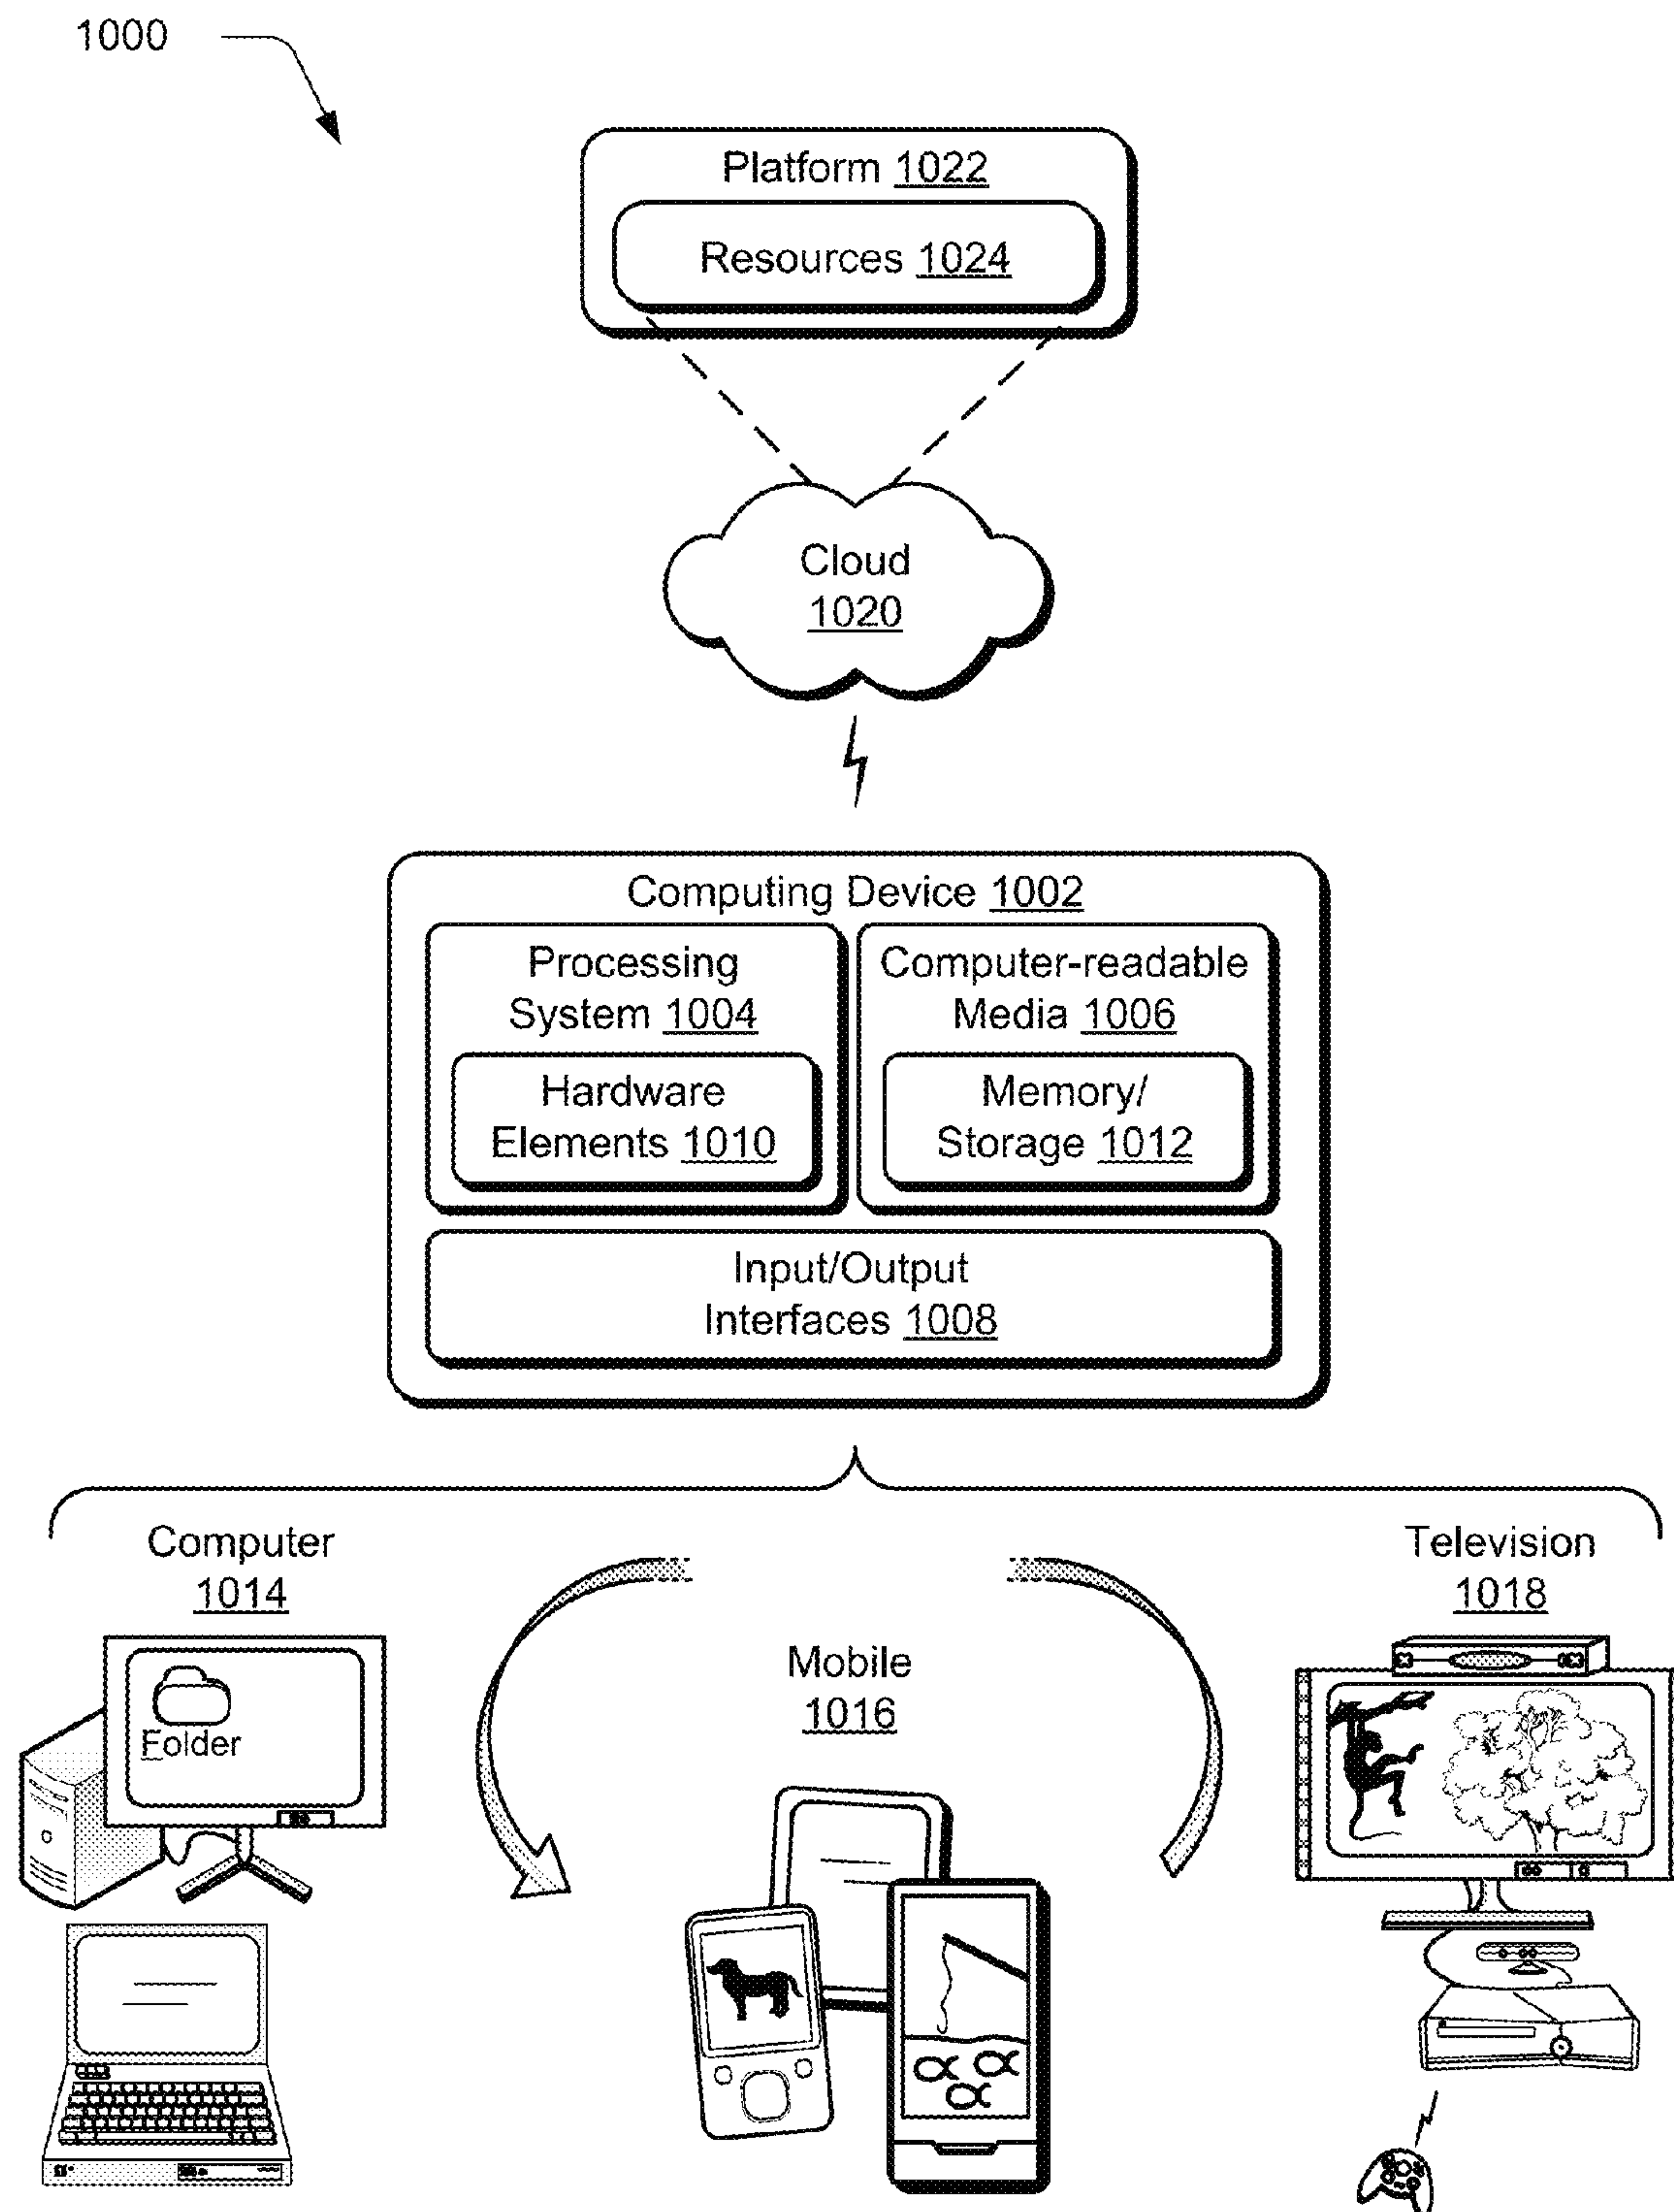 1000
Platform 1022
Resources 1024
Cloud
1020
Computing Device 1002
Processing
System 1004
Hardware
Elements 1010
Computer-readable
Media 1006
Memory/
Storage 1012
Input/Output
Interfaces 1008
Computer
1014
Folder
Mobile
1016
Television
1018